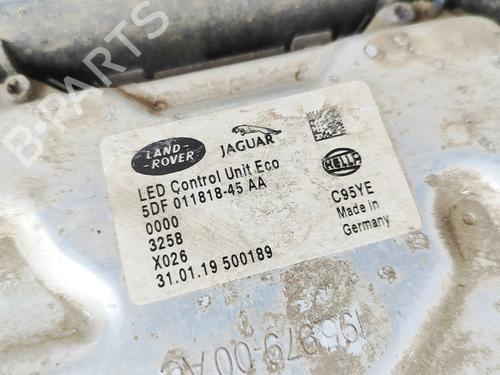 B-PARTS
LAND-
ROVER
JAGUAR
HELLA
LED Control Unit Eco
5DF 011818-45 AA
0000
3258
X026
31.01.19 500189
C95YE
Made in
Germany